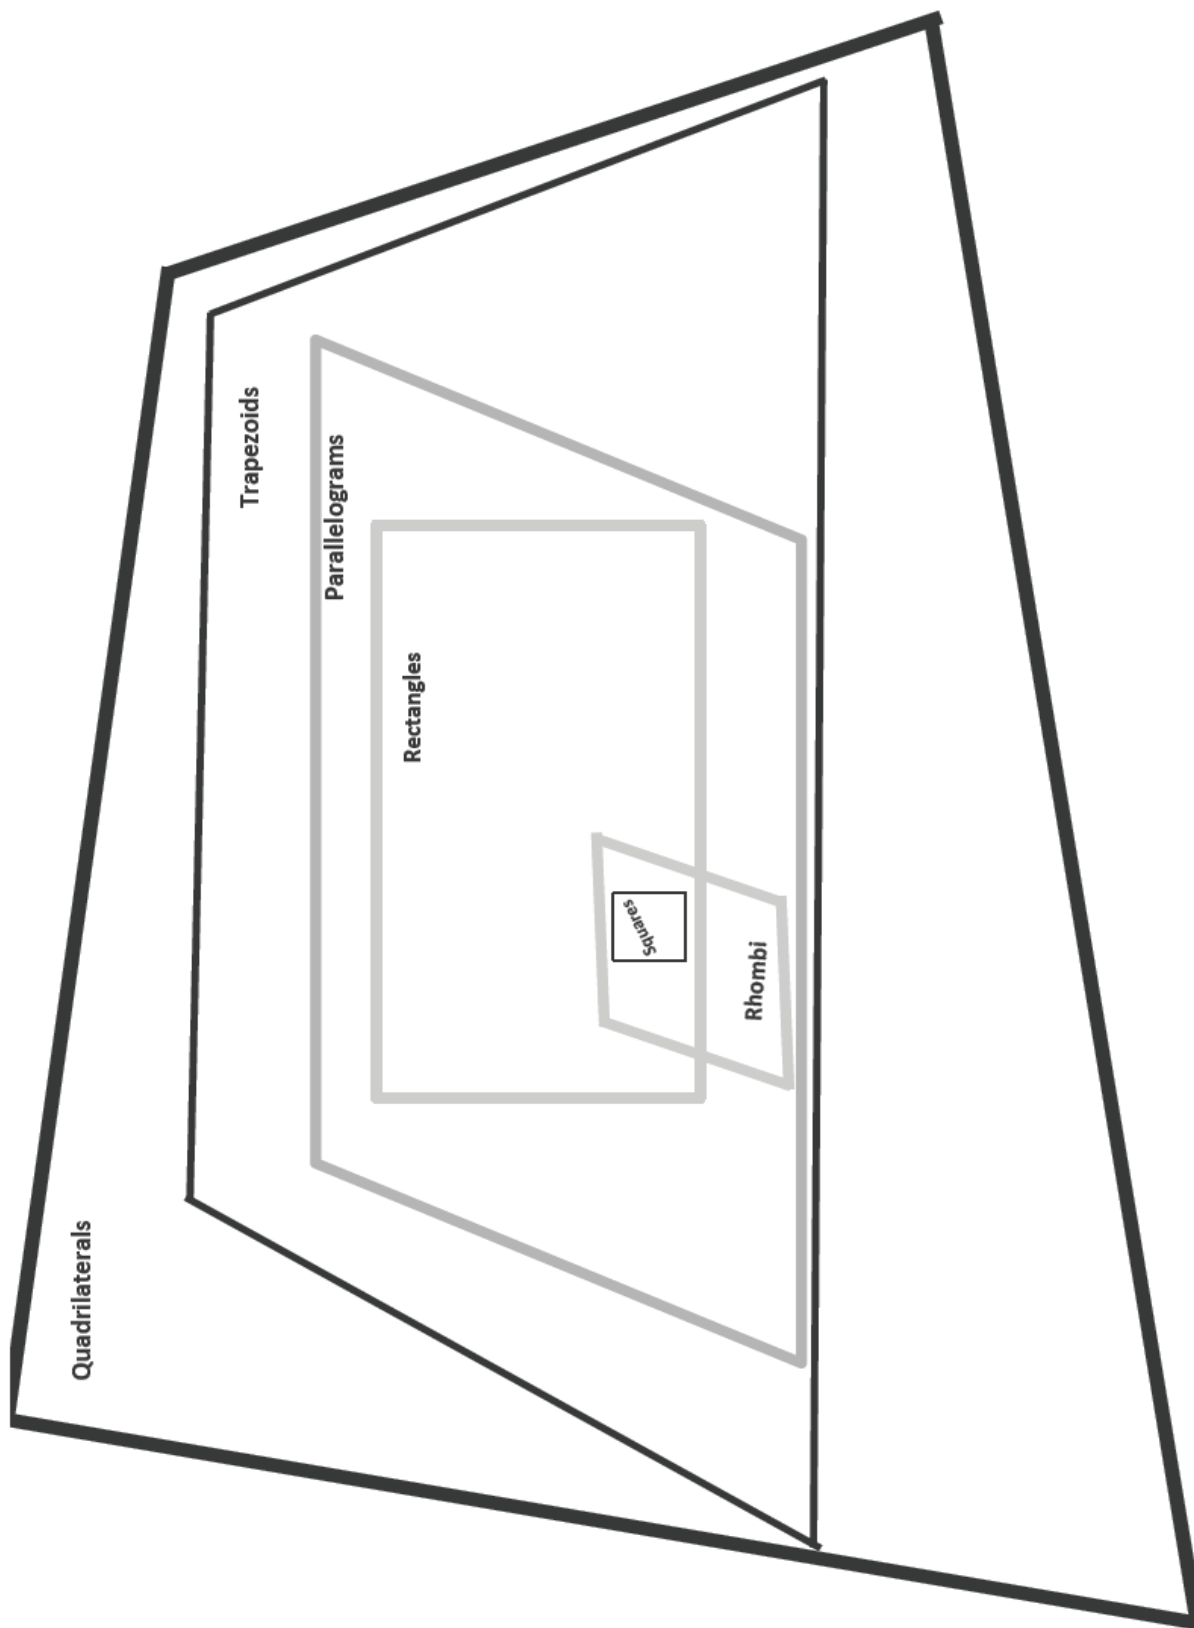 Quadrilaterals
Trapezoids
Parallelograms
Rectangles
Squares
Rhombi